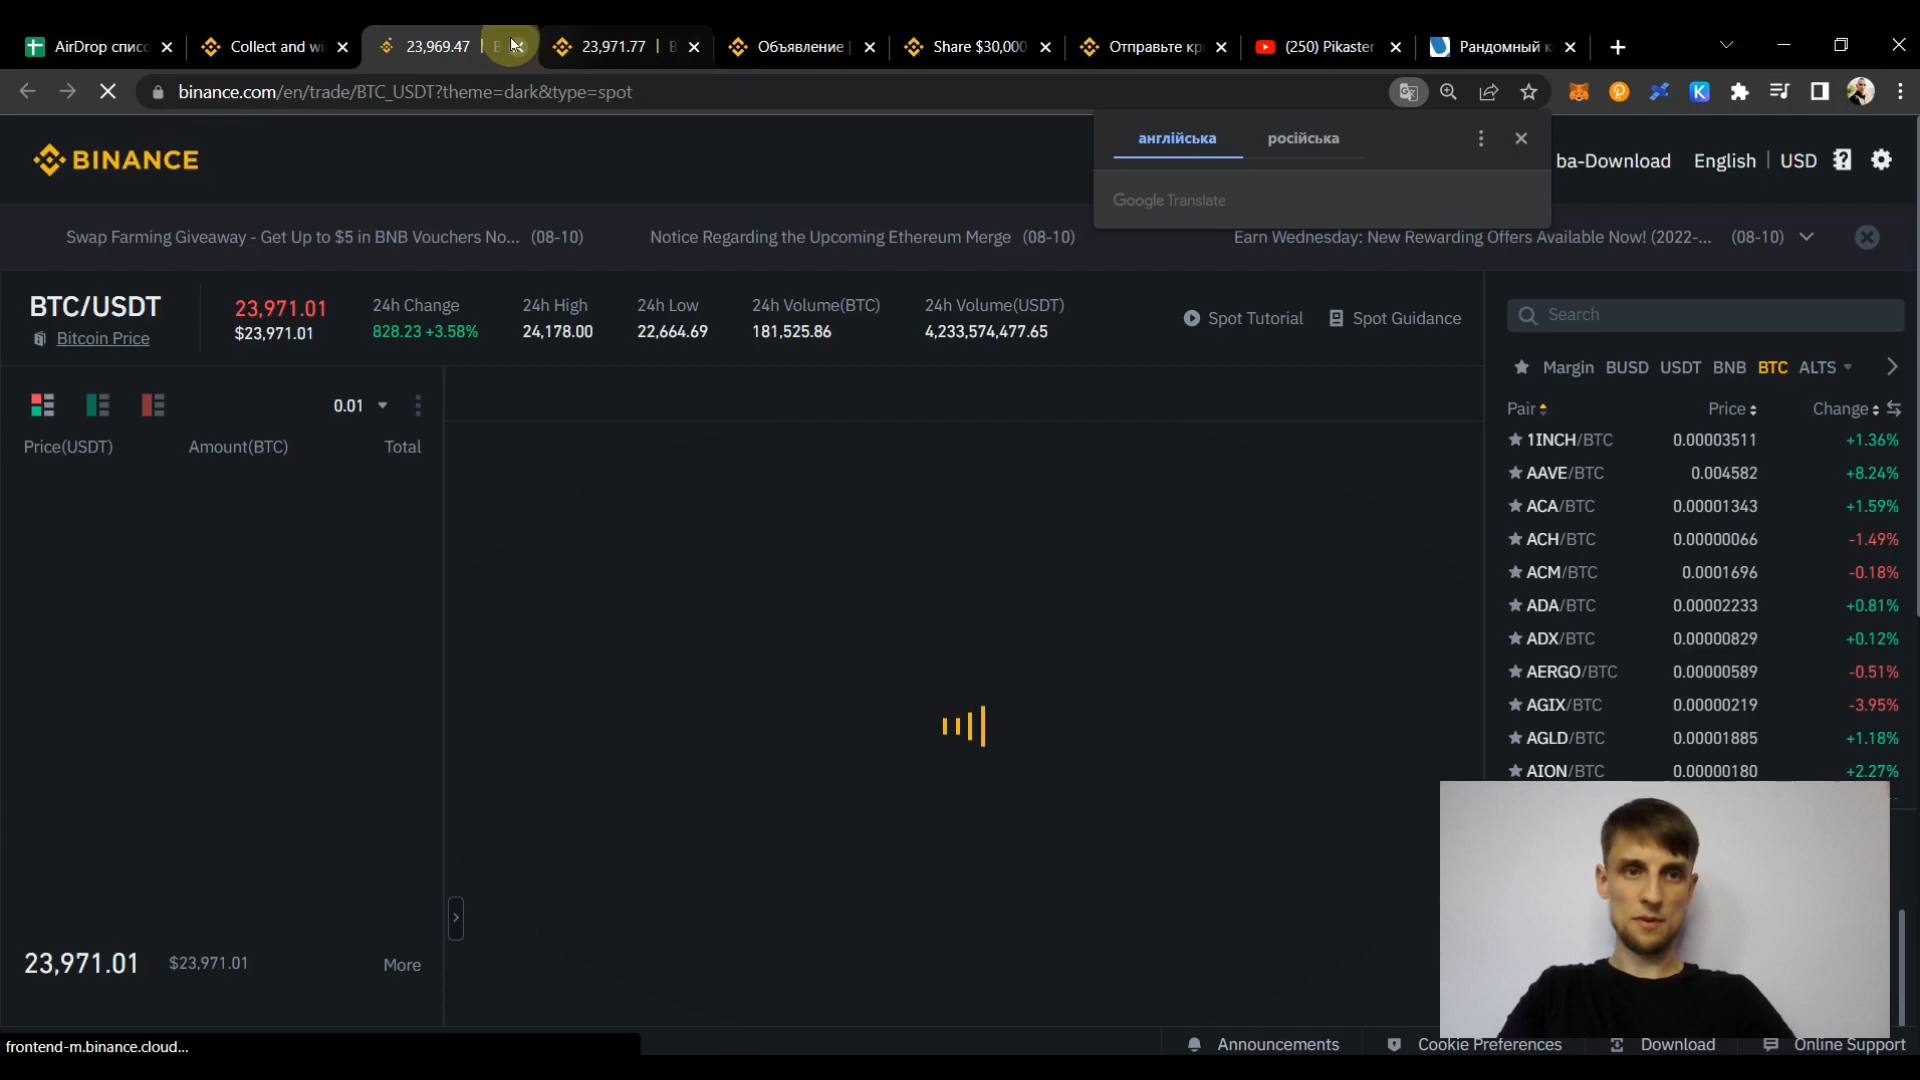 AirDrop списс
Collect and wi
23,969.47 |
23,971.77 | B
Объявление |
Share $30,000
Отправьте кр
(250) Pikaster
Рандомный к
binance.com/en/trade/BTC_USDT?theme=dark&type=spot
англійська російська
Google Translate
BINANCE
ba-Download English | USD
Swap Farming Giveaway - Get Up to $5 in BNB Vouchers No... (08-10)
Notice Regarding the Upcoming Ethereum Merge (08-10)
Earn Wednesday: New Rewarding Offers Available Now! (2022-... (08-10)
BTC/USDT
Bitcoin Price
23,971.01
$23,971.01
24h Change
828.23 +3.58%
24h High
24,178.00
24h Low
22,664.69
24h Volume(BTC)
181,525.86
24h Volume(USDT)
4,233,574,477.65
Spot Tutorial
Spot Guidance
Search
Margin BUSD USDT BNB BTC ALTS
Pair Price Change
1INCH/BTC 0.00003511 +1.36%
AAVE/BTC 0.004582 +8.24%
ACA/BTC 0.00001343 +1.59%
ACH/BTC 0.00000066 -1.49%
ACM/BTC 0.0001696 -0.18%
ADA/BTC 0.00002233 +0.81%
ADX/BTC 0.00000829 +0.12%
AERGO/BTC 0.00000589 -0.51%
AGIX/BTC 0.00000219 -3.95%
AGLD/BTC 0.00001885 +1.18%
AION/BTC 0.00000180 +2.27%
0.01
Price(USDT) Amount(BTC) Total
23,971.01 $23,971.01 More
frontend-m.binance.cloud...
Announcements
Cookie Preferences
Download
Online Support